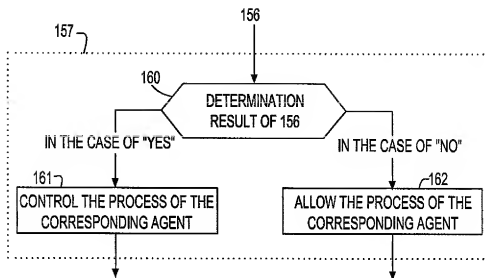 156
157
160
DETERMINATION
RESULT OF 156
IN THE CASE OF "YES"
IN THE CASE OF "NO"
161
CONTROL THE PROCESS OF THE
CORRESPONDING AGENT
162
ALLOW THE PROCESS OF THE
CORRESPONDING AGENT